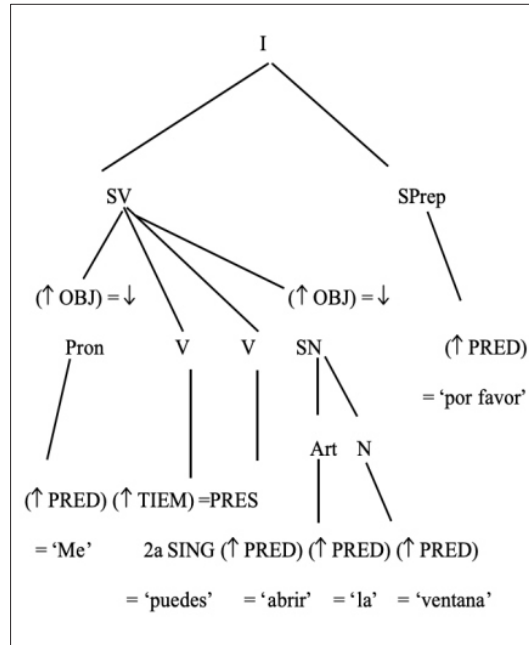 I
SV SPrep
(↑ OBJ) = ↓ (↑ OBJ) = ↓
Pron V V SN (↑ PRED)
= ‘por favor’
Art N
(↑ PRED) (↑ TIEM) =PRES
= ‘Me’ 2a SING (↑ PRED) (↑ PRED) (↑ PRED)
= ‘puedes’ = ‘abrir’ = ‘la’ = ‘ventana’